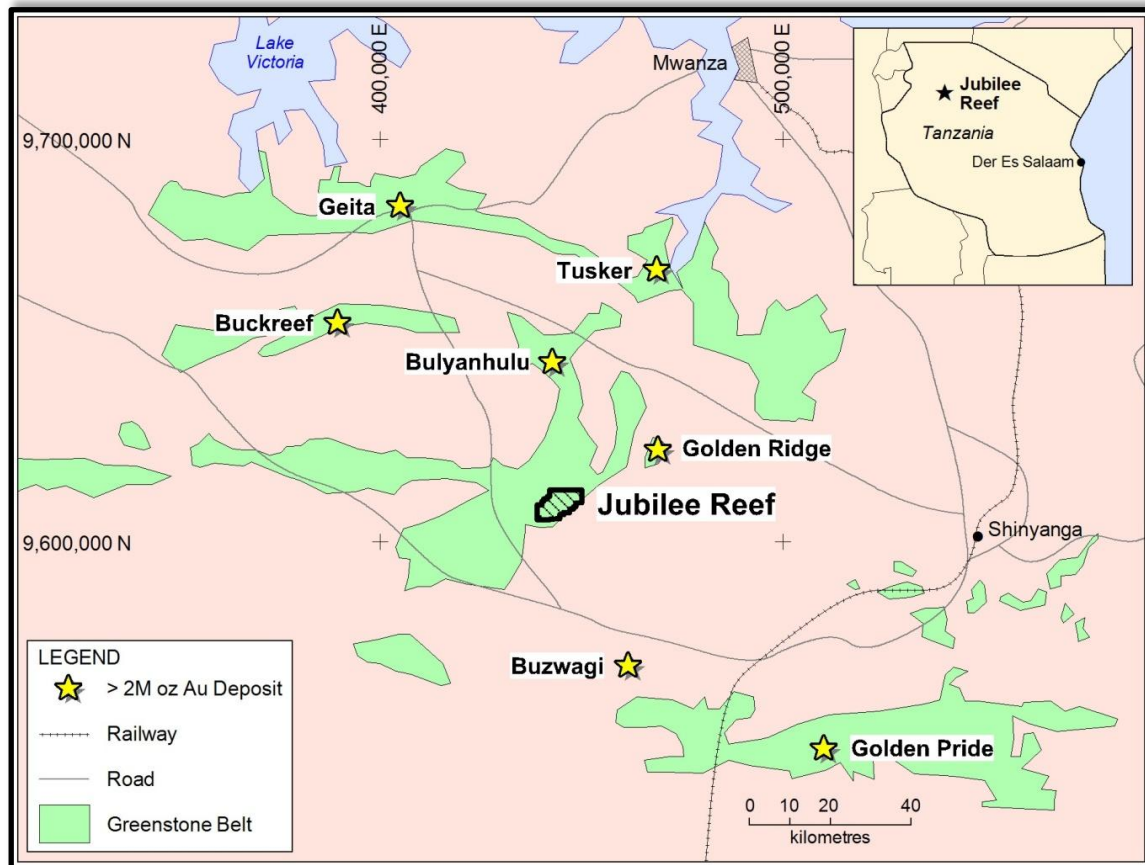 Lake
Victoria
400,000 E
Mwanza
500,000 E
Jubilee
Reef
Tanzania
Der Es Salaam
9,700,000 N
Geita
Tusker
Buckreef
Bulyanhulu
Golden Ridge
Jubilee Reef
9,600,000 N
Shinyanga
Buzwagi
Golden Pride
LEGEND
> 2M oz Au Deposit
Railway
Road
Greenstone Belt
0 10 20 40
kilometres